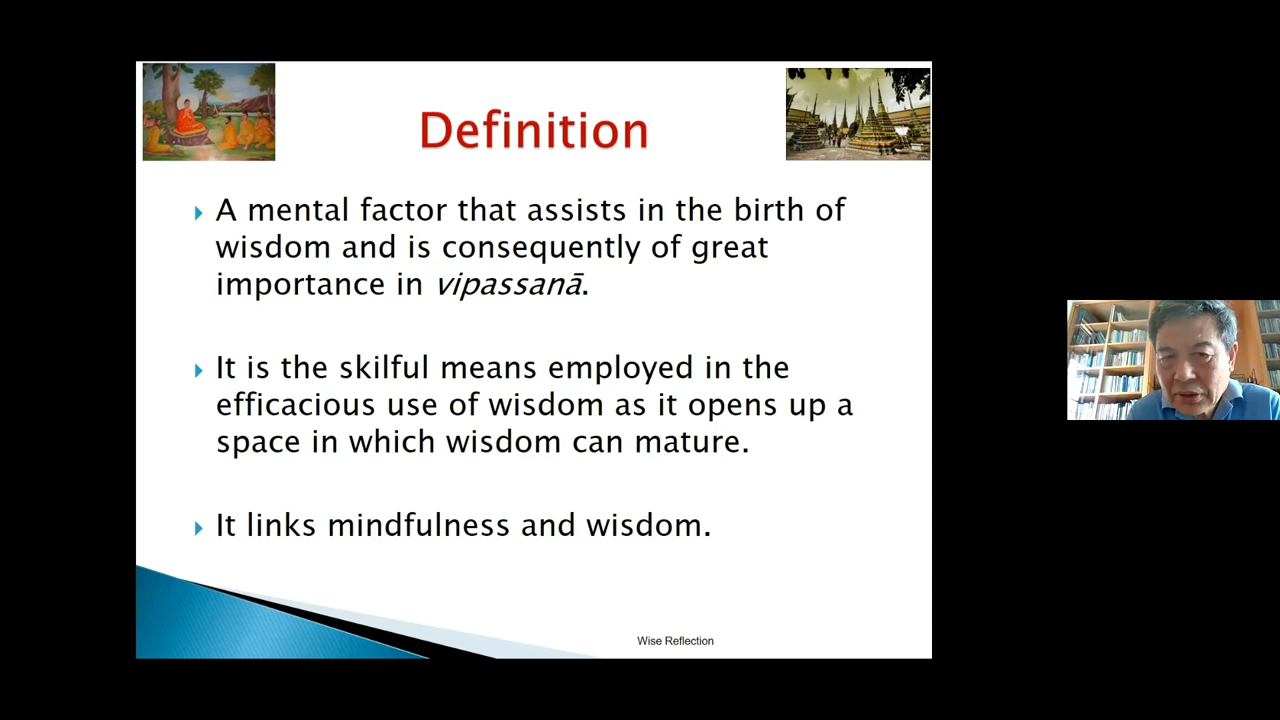 Definition
A mental factor that assists in the birth of
wisdom and is consequently of great
importance in vipassanā.
It is the skilful means employed in the
efficacious use of wisdom as it opens up a
space in which wisdom can mature.
It links mindfulness and wisdom.
Wise Reflection